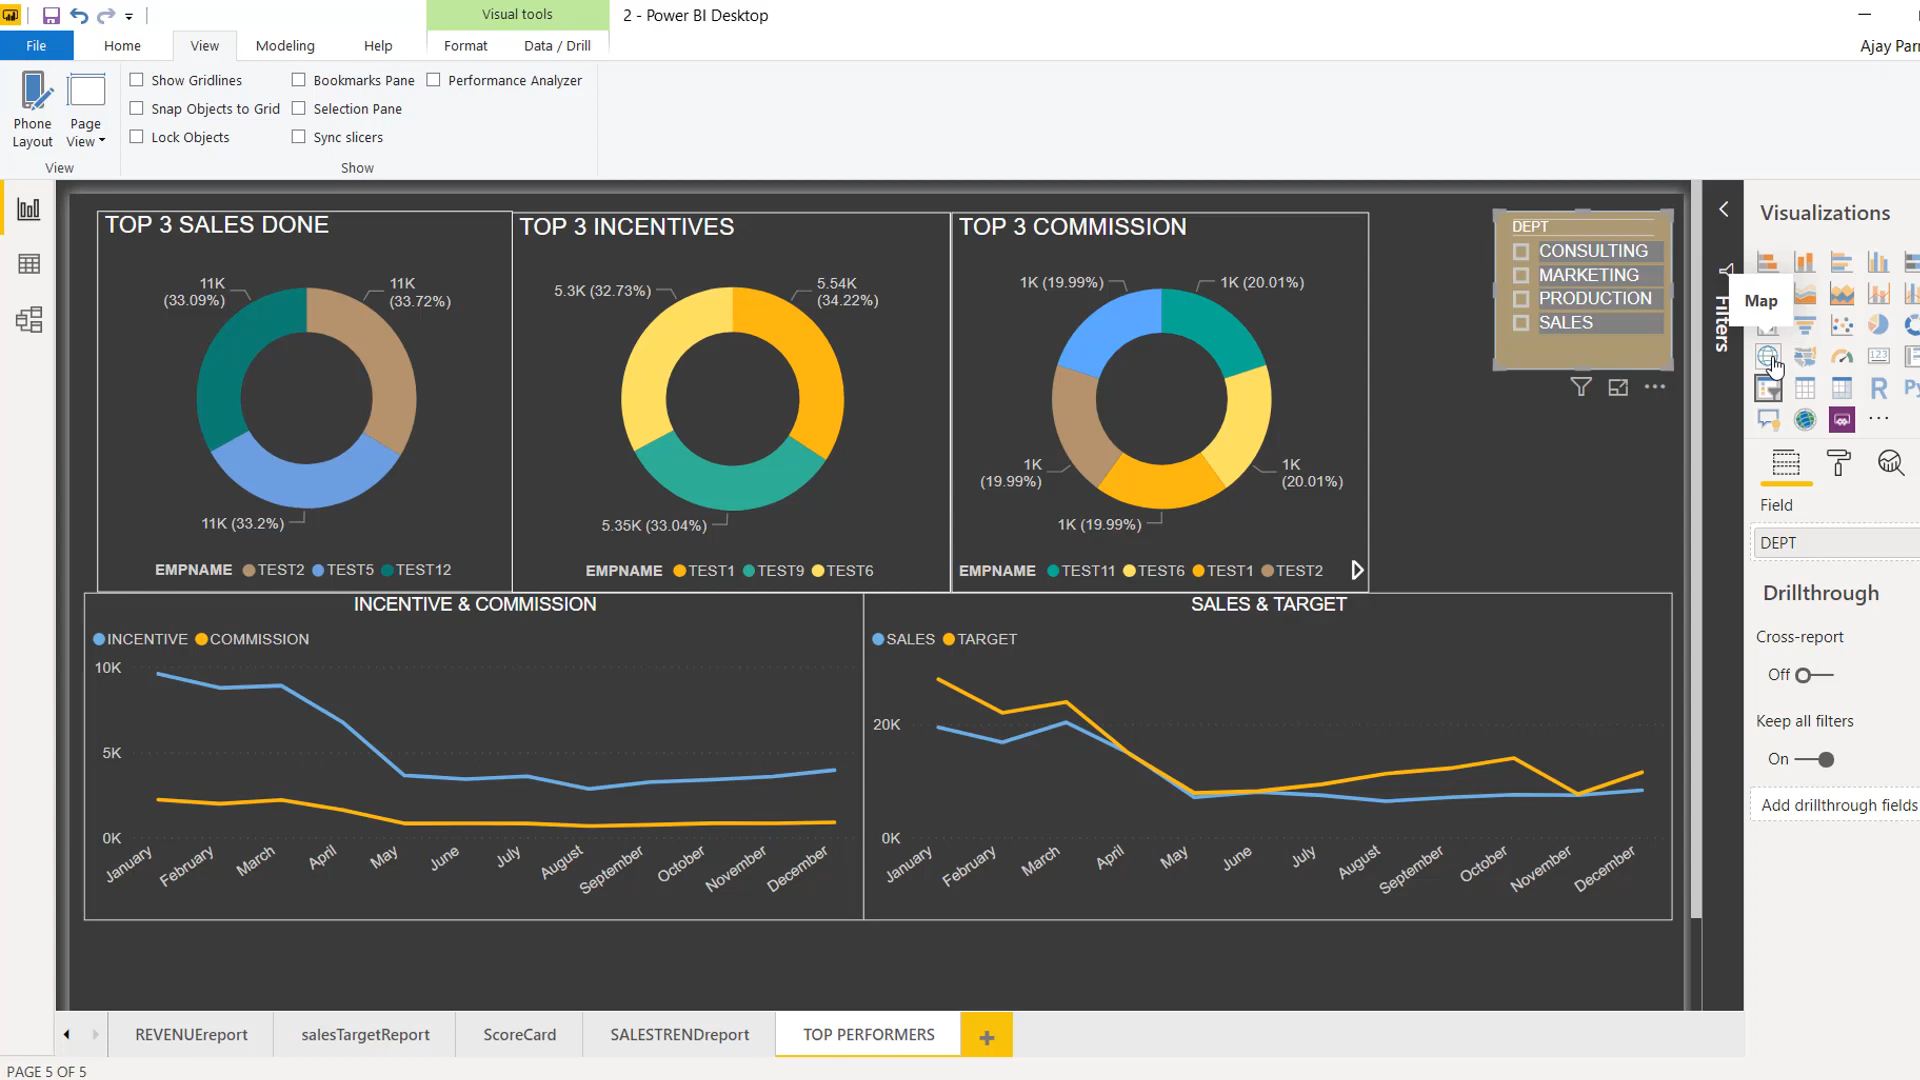 Visual tools
2 - Power BI Desktop
File
Home
View
Modeling
Help
Format
Data / Drill
Phone
Layout
Page
View
View
Show Gridlines
Snap Objects to Grid
Lock Objects
Bookmarks Pane
Selection Pane
Sync slicers
Performance Analyzer
Show
TOP 3 SALES DONE
11K
(33.09%)
11K
(33.72%)
11K (33.2%)
EMPNAME TEST2 TEST5 TEST12
TOP 3 INCENTIVES
5.3K (32.73%)
5.54K
(34.22%)
5.35K (33.04%)
EMPNAME TEST1 TEST9 TEST6
TOP 3 COMMISSION
1K (19.99%)
1K (20.01%)
1K
(19.99%)
1K
(20.01%)
1K (19.99%)
EMPNAME TEST11 TEST6 TEST1 TEST2
DEPT
CONSULTING
MARKETING
PRODUCTION
SALES
INCENTIVE & COMMISSION
INCENTIVE COMMISSION
10K
5K
0K
January
February
March
April
May
June
July
August
September
October
November
December
SALES & TARGET
SALES TARGET
20K
0K
January
February
March
April
May
June
July
August
September
October
November
December
Filters
Visualizations
Map
123
R
Field
DEPT
Drillthrough
Cross-report
Off
Keep all filters
On
Add drillthrough fields
REVENUEreport
salesTargetReport
ScoreCard
SALESTRENDreport
TOP PERFORMERS
PAGE 5 OF 5